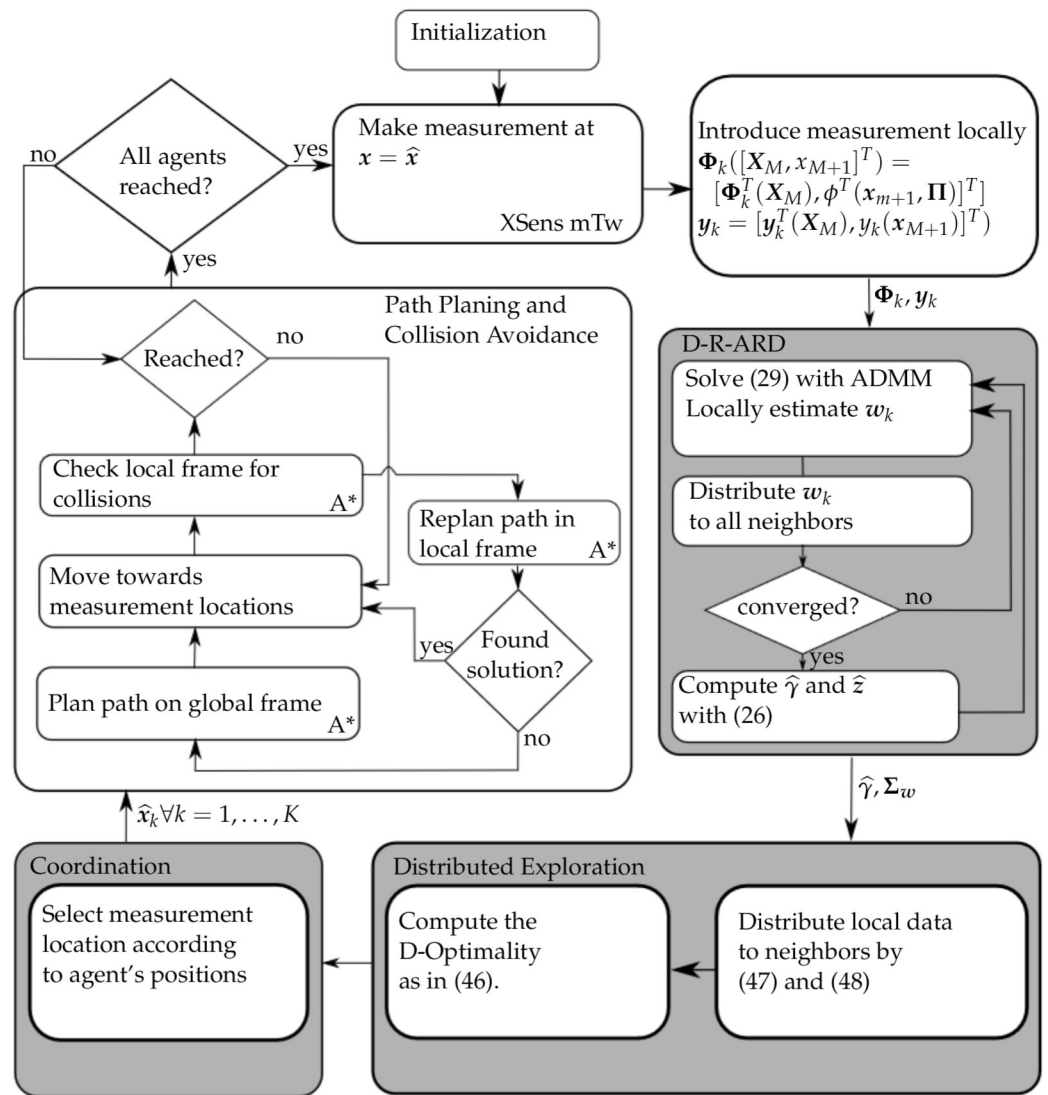 Initialization
Make measurement at
x = x̂
XSens mTw
Introduce measurement locally
Φ_k([X_M, x_{M+1}]^T) =
[Φ_k^T(X_M), ϕ^T(x_{m+1}, Π)]^T]
y_k = [y_k^T(X_M), y_k(x_{M+1})]^T)
Φ_k, y_k
no
All agents
reached?
yes
yes
Path Planing and
Collision Avoidance
Reached?
no
Check local frame for
collisions
A*
Replan path in
local frame
A*
Move towards
measurement locations
yes
Found
solution?
Plan path on global frame
A*
no
D-R-ARD
Solve (29) with ADMM
Locally estimate w_k
Distribute w_k
to all neighbors
converged?
no
yes
Compute γ̂ and ẑ
with (26)
γ̂, Σ_w
x̂_k∀k = 1, . . . , K
Coordination
Select measurement
location according
to agent's positions
Distributed Exploration
Compute the
D-Optimality
as in (46).
Distribute local data
to neighbors by
(47) and (48)